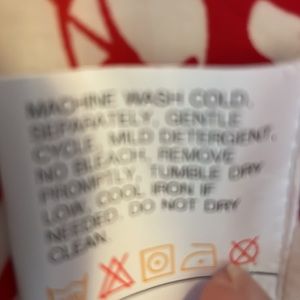 MACHINE WASH COLD,
SEPARATELY, GENTLE
CYCLE, MILD DETERGENT,
NO BLEACH, REMOVE
PROMPTLY, TUMBLE DRY
LOW, COOL IRON IF
NEEDED. DO NOT DRY
CLEAN.